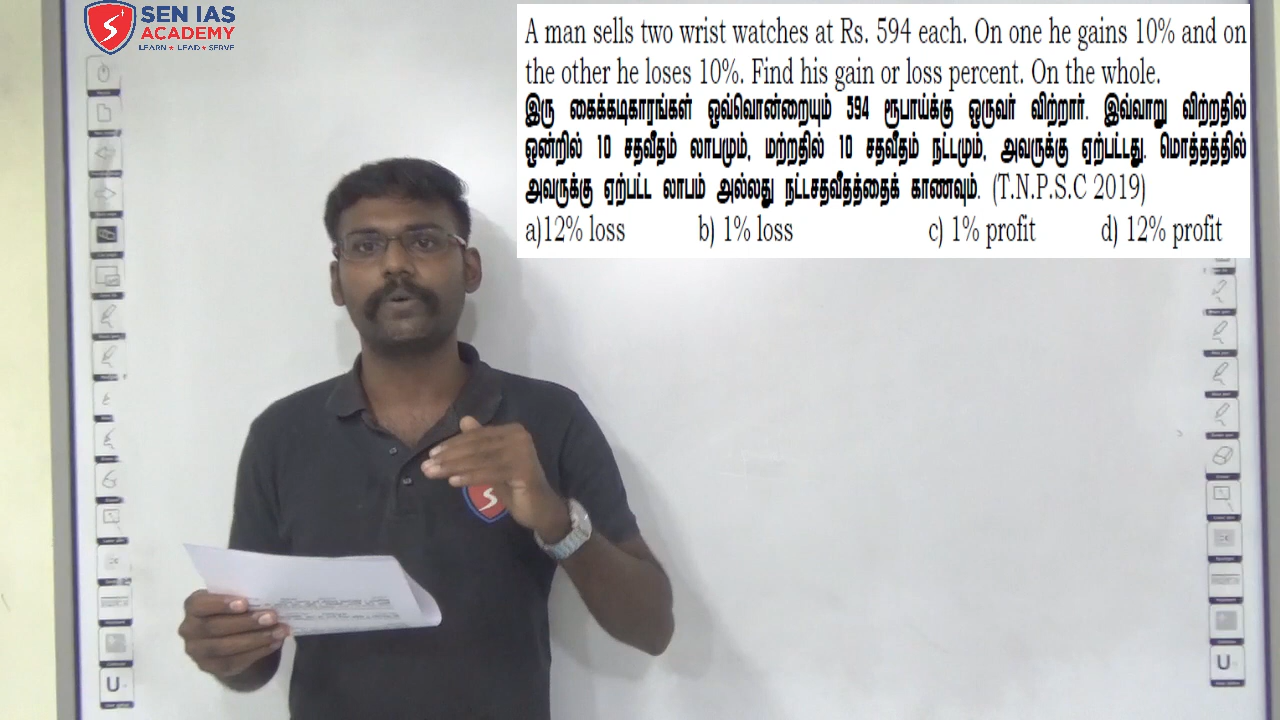 SEN IAS
ACADEMY
LEARN ★ LEAD ★ SERVE
A man sells two wrist watches at Rs. 594 each. On one he gains 10% and on
the other he loses 10%. Find his gain or loss percent. On the whole.
இரு கைக்கடிகாரங்கள் ஒவ்வொன்றையும் 594 ரூபாய்க்கு ஒருவர் விற்றார். இவ்வாறு விற்றதில்
ஒன்றில் 10 சதவீதம் லாபமும், மற்றதில் 10 சதவீதம் நட்டமும், அவருக்கு ஏற்பட்டது. மொத்தத்தில்
அவருக்கு ஏற்பட்ட லாபம் அல்லது நட்டசதவீதத்தைக் காணவும். (T.N.P.S.C 2019)
a)12% loss b) 1% loss c) 1% profit d) 12% profit